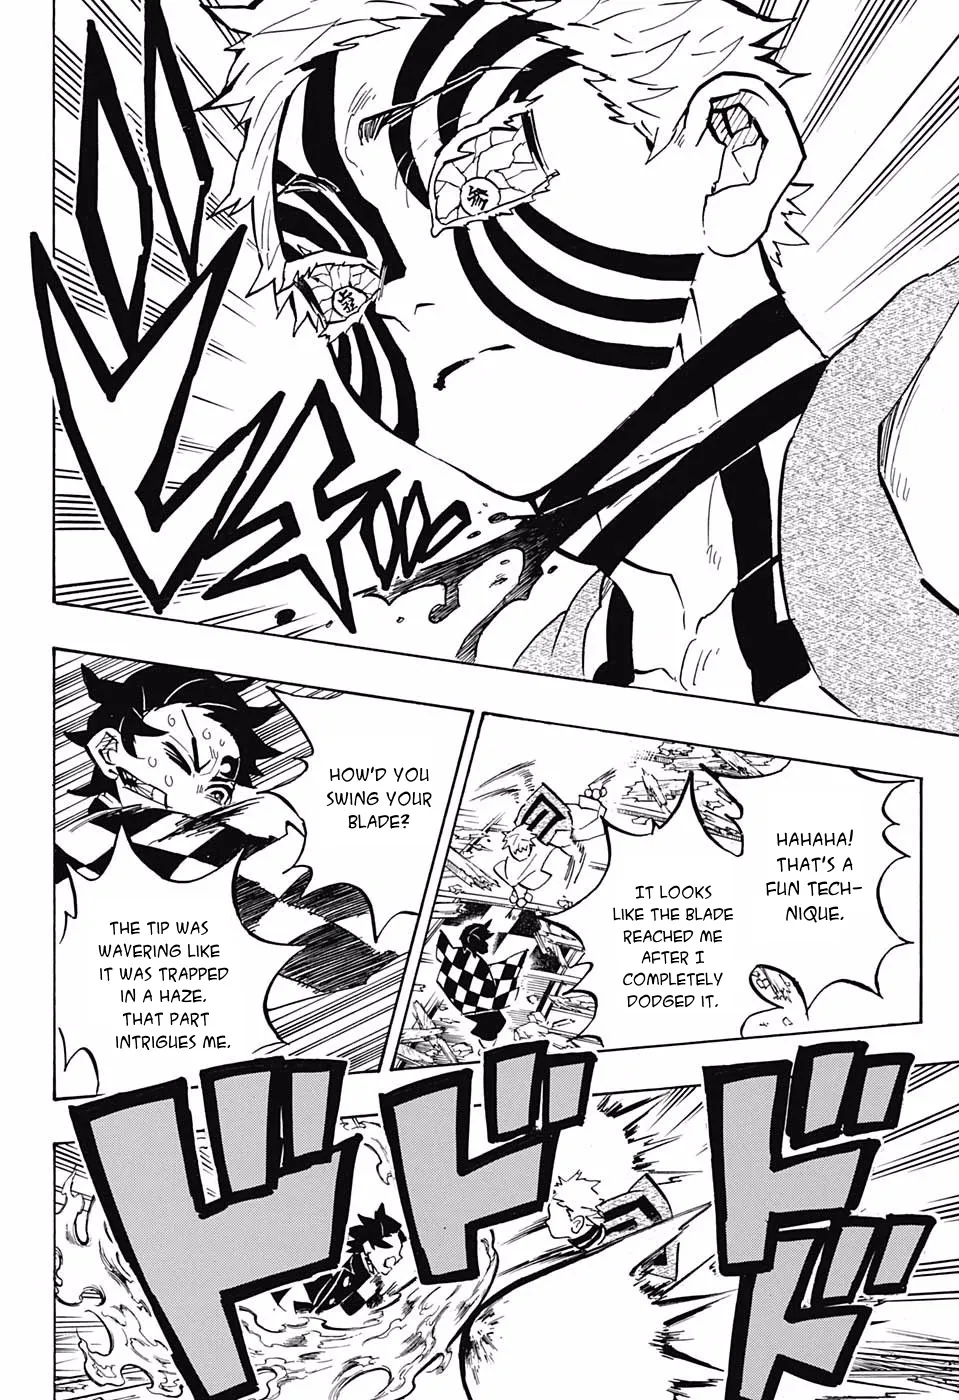 HAHAHA!
THAT'S A
FUN TECH-
NIQUE.
IT LOOKS
LIKE THE BLADE
REACHED ME
AFTER I
COMPLETELY
DODGED IT.
HOW'D YOU
SWING YOUR
BLADE?
THE TIP WAS
WAVERING LIKE
IT WAS TRAPPED
IN A HAZE.
THAT PART
INTRIGUES ME.
ドドドド